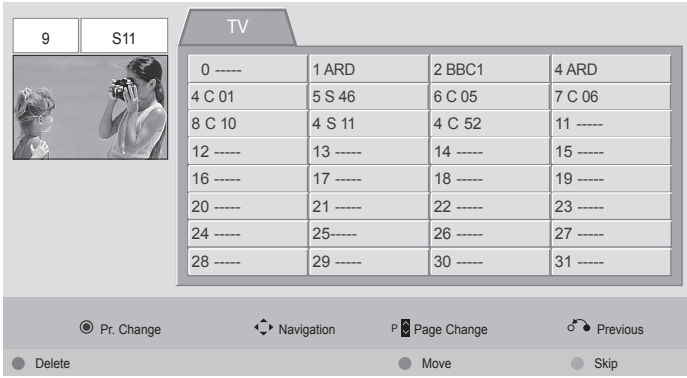 9 S11
TV
0 ----- 1 ARD 2 BBC1 4 ARD
4 C 01 5 S 46 6 C 05 7 C 06
8 C 10 4 S 11 4 C 52 11 -----
12 ----- 13 ----- 14 ----- 15 -----
16 ----- 17 ----- 18 ----- 19 -----
20 ----- 21 ----- 22 ----- 23 -----
24 ----- 25----- 26 ----- 27 -----
28 ----- 29 ----- 30 ----- 31 -----
Pr. Change Navigation P Page Change Previous
Delete Move Skip